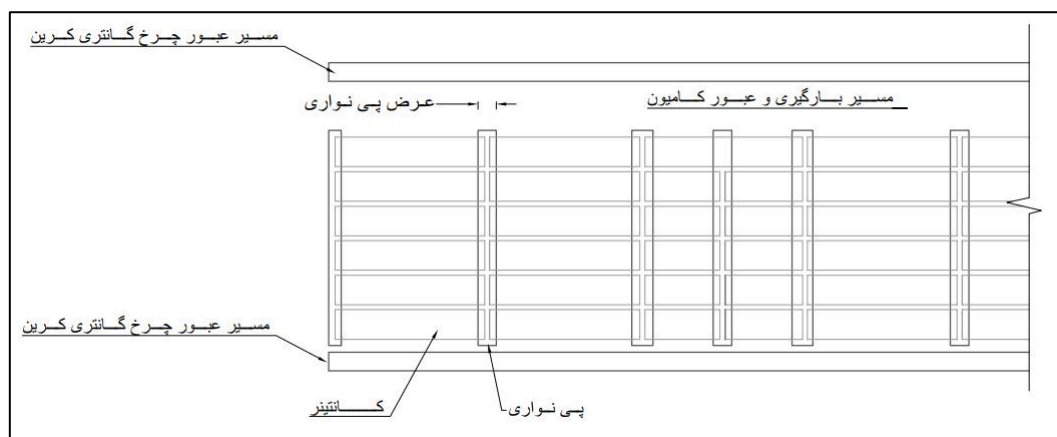 مسیر عبور چرخ گانتری کرین
عرض پی نواری
مسیر بارگیری و عبور کامیون
مسیر عبور چرخ گانتری کرین
کانتینر
پی نواری